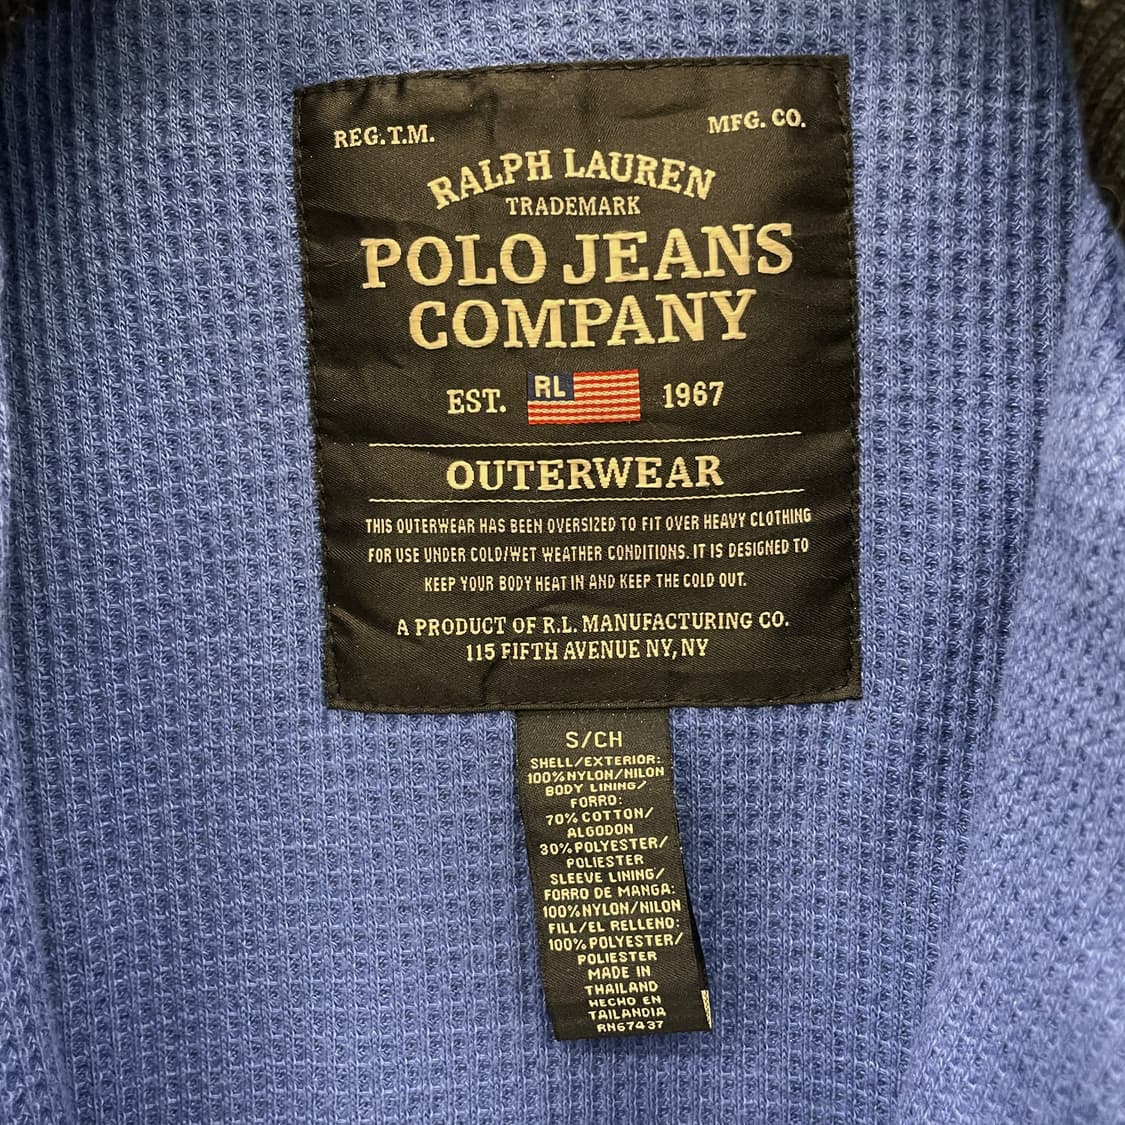 REG.T.M. MFG. CO.
RALPH LAUREN
TRADEMARK
POLO JEANS
COMPANY
EST. RL 1967
OUTERWEAR
THIS OUTERWEAR HAS BEEN OVERSIZED TO FIT OVER HEAVY CLOTHING
FOR USE UNDER COLD/WET WEATHER CONDITIONS. IT IS DESIGNED TO
KEEP YOUR BODY HEAT IN AND KEEP THE COLD OUT.
A PRODUCT OF R.L. MANUFACTURING CO.
115 FIFTH AVENUE NY, NY
S/CH
SHELL/EXTERIOR:
100% NYLON/NILON
BODY LINING/
FORRO:
70% COTTON/
ALGODON
30% POLYESTER/
POLIESTER
SLEEVE LINING/
FORRO DE MANGA:
100% NYLON/NILON
FILL/EL RELLENO:
100% POLYESTER/
POLIESTER
MADE IN
THAILAND
HECHO EN
TAILANDIA
RN67437